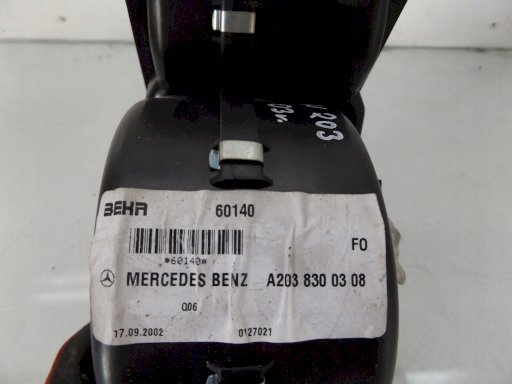 203
BEHR 60140
FO
*60140*
MERCEDES BENZ A203 830 03 08
Q06
17.09.2002 0127021